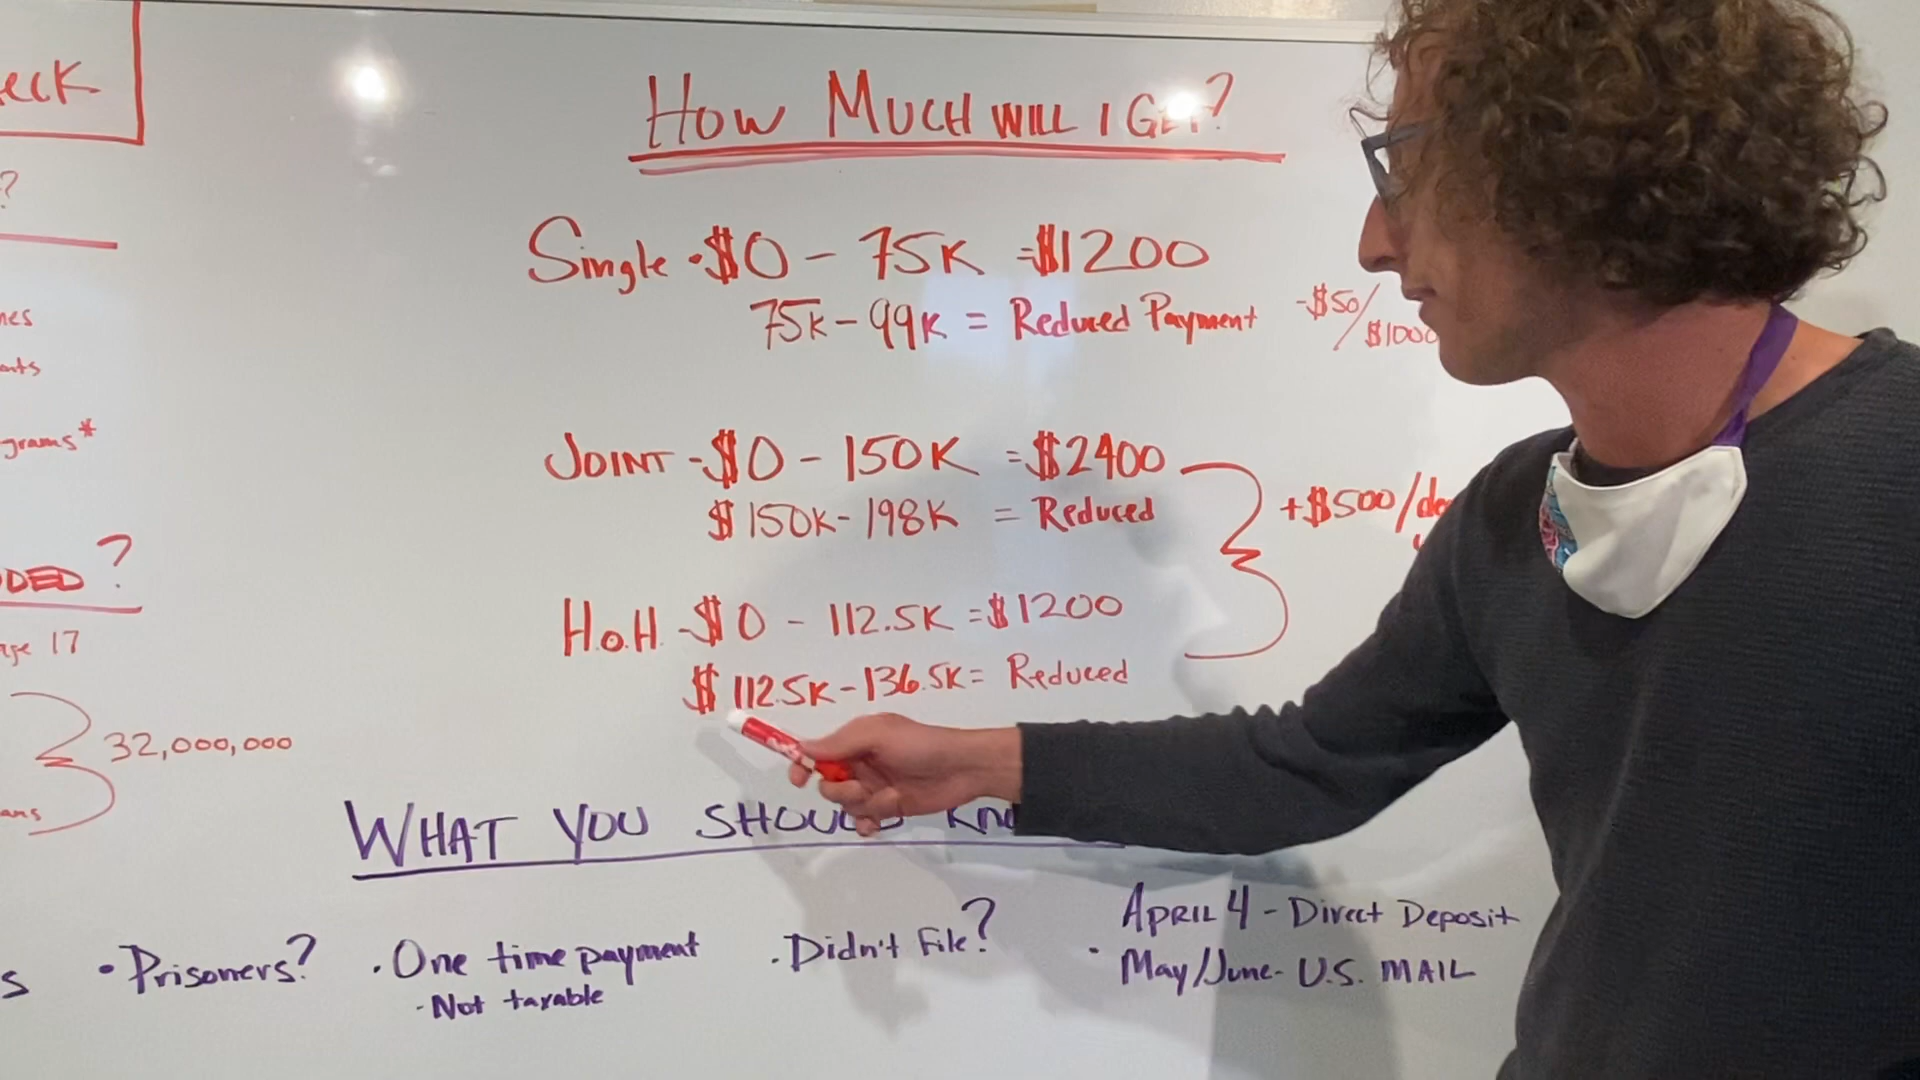 ?
32,000,000
age 17
HOW MUCH WILL I GET?
Single - $0 - 75K = $1200
75K - 99K = Reduced Payment -$50/$1000
JOINT - $0 - 150K = $2400
$150K - 198K = Reduced
+$500/
H.o.H. - $0 - 112.5K = $1200
$112.5K - 136.5K = Reduced
WHAT YOU SHOULD
• Prisoners?
• One time payment
- Not taxable
• Didn't File?
• APRIL 4 - Direct Deposit
May/June - U.S. MAIL